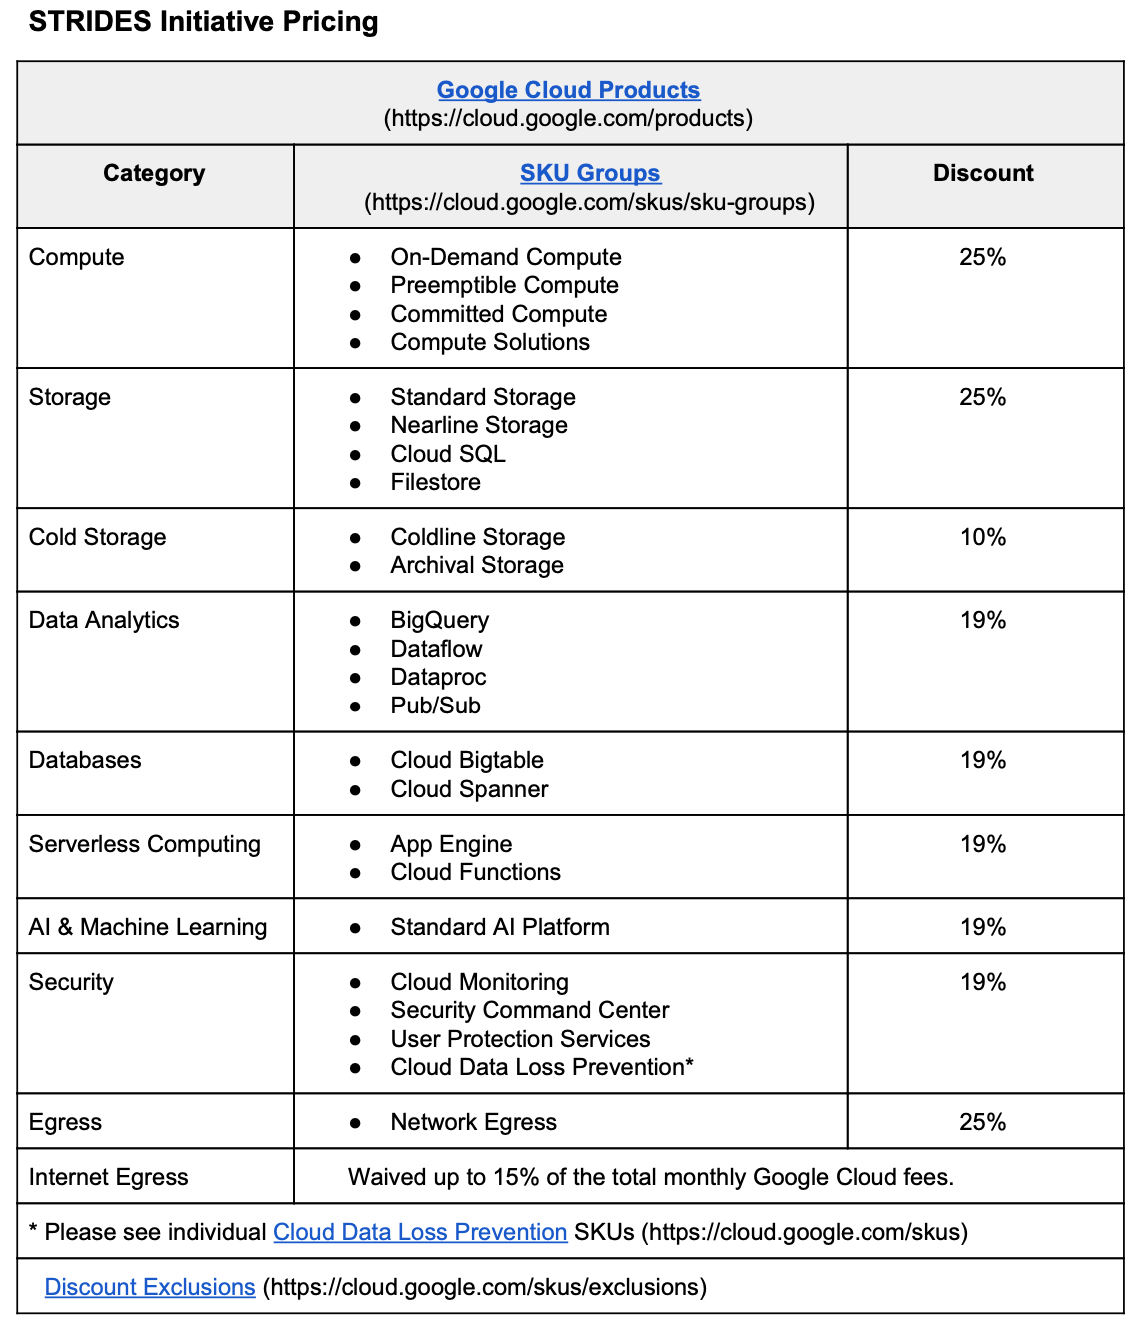 STRIDES Initiative Pricing
Google Cloud Products
(https://cloud.google.com/products)
Category
SKU Groups
(https://cloud.google.com/skus/sku-groups)
Discount
Compute
● On-Demand Compute
● Preemptible Compute
● Committed Compute
● Compute Solutions
25%
Storage
● Standard Storage
● Nearline Storage
● Cloud SQL
● Filestore
25%
Cold Storage
● Coldline Storage
● Archival Storage
10%
Data Analytics
● BigQuery
● Dataflow
● Dataproc
● Pub/Sub
19%
Databases
● Cloud Bigtable
● Cloud Spanner
19%
Serverless Computing
● App Engine
● Cloud Functions
19%
AI & Machine Learning
● Standard AI Platform
19%
Security
● Cloud Monitoring
● Security Command Center
● User Protection Services
● Cloud Data Loss Prevention*
19%
Egress
● Network Egress
25%
Internet Egress
Waived up to 15% of the total monthly Google Cloud fees.
* Please see individual Cloud Data Loss Prevention SKUs (https://cloud.google.com/skus)
Discount Exclusions (https://cloud.google.com/skus/exclusions)